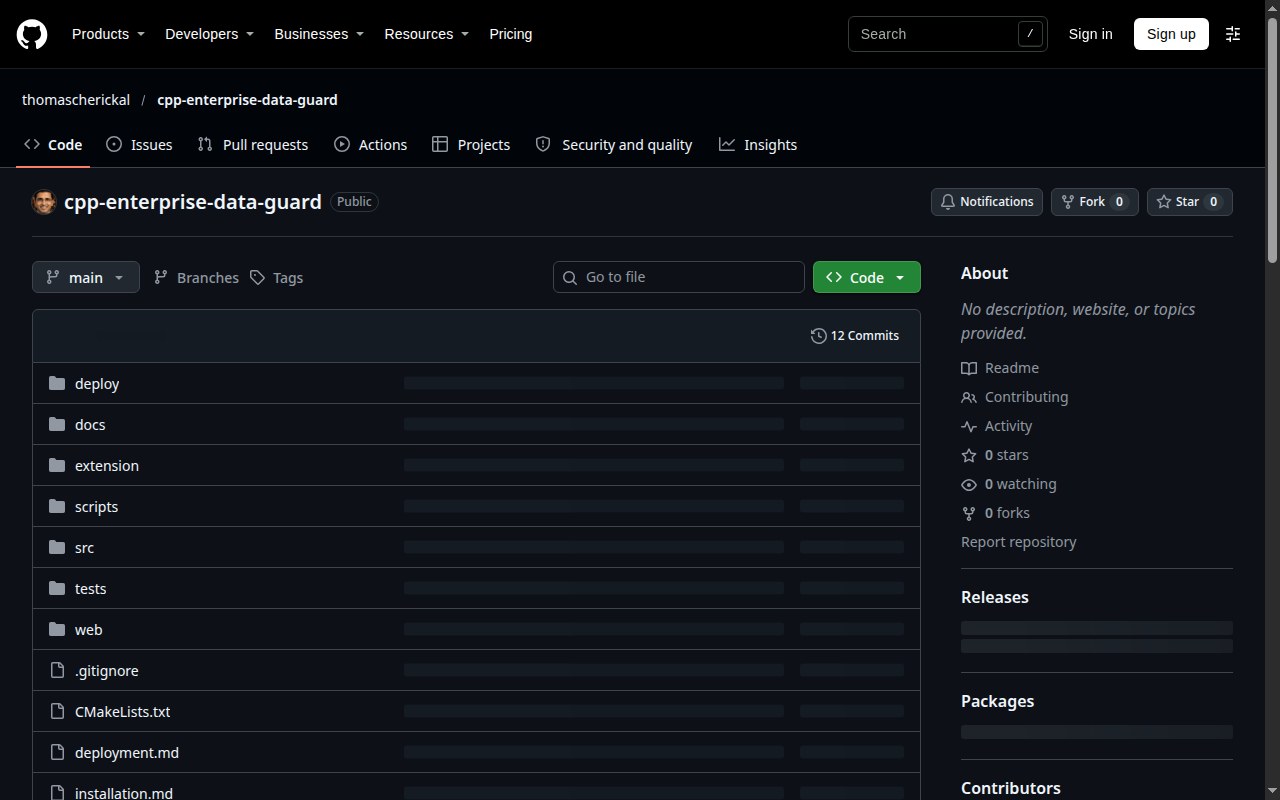 Products Developers Businesses Resources Pricing Search / Sign in Sign up
thomascherickal / cpp-enterprise-data-guard
Code Issues Pull requests Actions Projects Security and quality Insights
cpp-enterprise-data-guard Public Notifications Fork 0 Star 0
main Branches Tags Go to file Code
12 Commits
deploy
docs
extension
scripts
src
tests
web
.gitignore
CMakeLists.txt
deployment.md
installation.md
About
No description, website, or topics
provided.
Readme
Contributing
Activity
0 stars
0 watching
0 forks
Report repository
Releases
Packages
Contributors